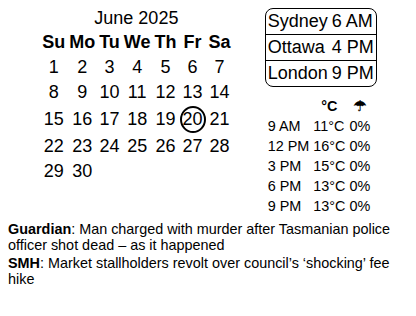 June 2025
Su Mo Tu We Th Fr Sa
1 2 3 4 5 6 7
8 9 10 11 12 13 14
15 16 17 18 19 20 21
22 23 24 25 26 27 28
29 30
Sydney 6 AM
Ottawa 4 PM
London 9 PM
°C ☂
9 AM 11°C 0%
12 PM 16°C 0%
3 PM 15°C 0%
6 PM 13°C 0%
9 PM 13°C 0%
Guardian: Man charged with murder after Tasmanian police
officer shot dead – as it happened
SMH: Market stallholders revolt over council’s ‘shocking’ fee
hike